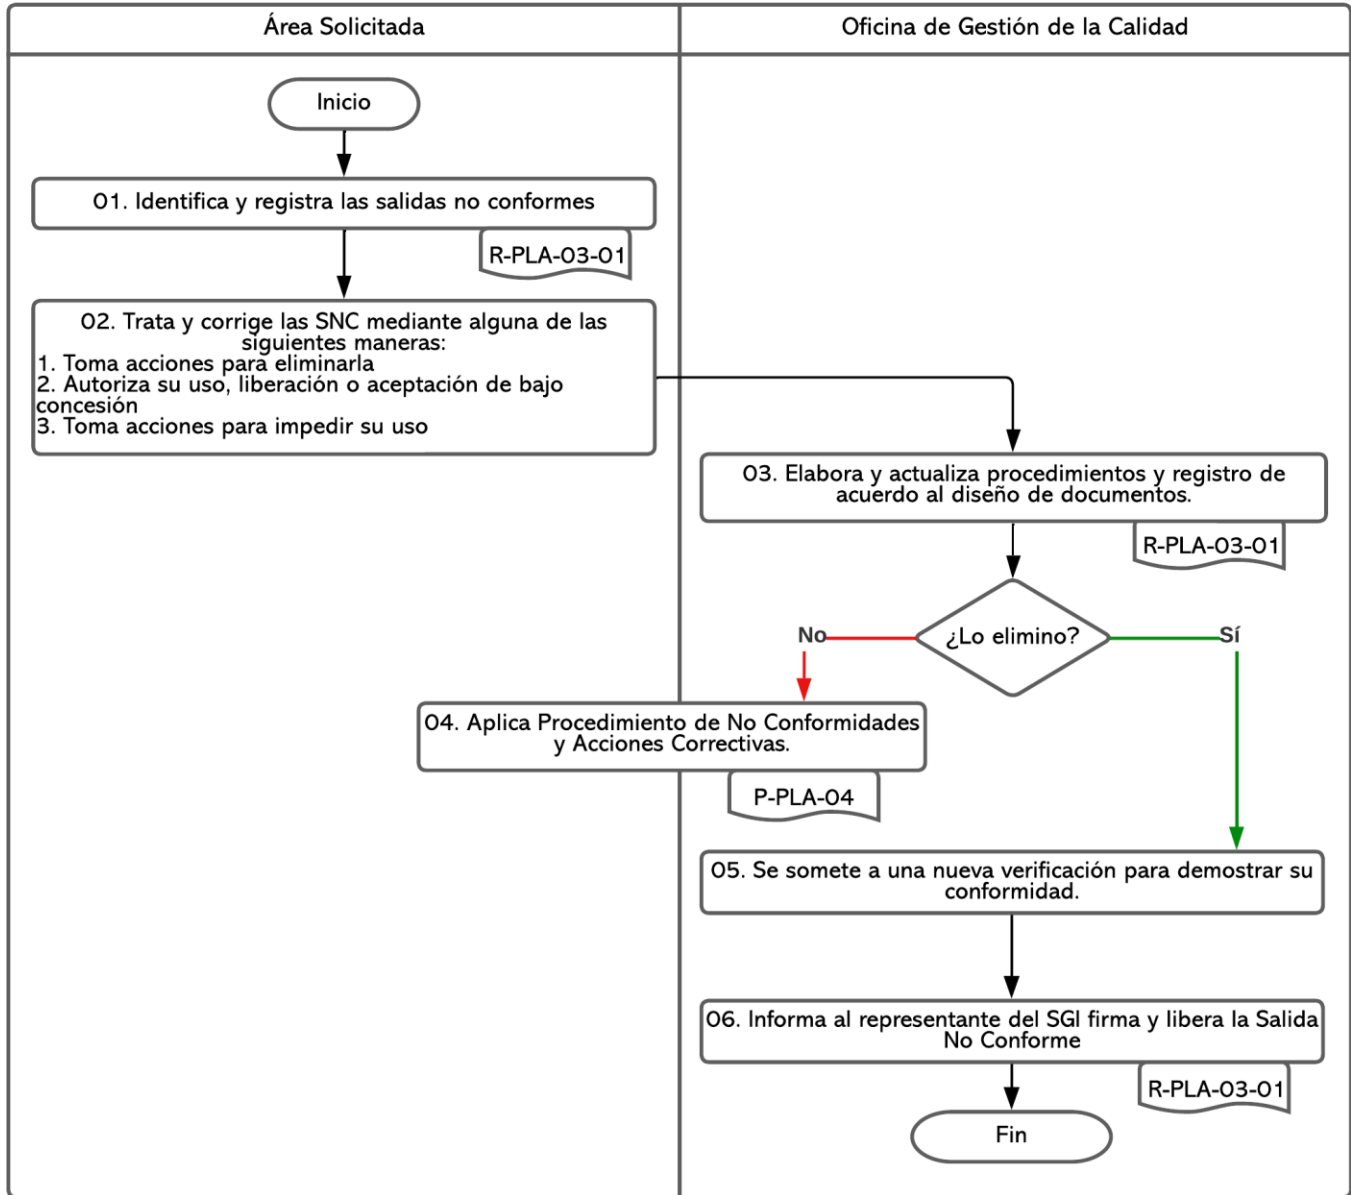 Área Solicitada
Oficina de Gestión de la Calidad
Inicio
01. Identifica y registra las salidas no conformes
R-PLA-03-01
02. Trata y corrige las SNC mediante alguna de las
siguientes maneras:
1. Toma acciones para eliminarla
2. Autoriza su uso, liberación o aceptación de bajo
concesión
3. Toma acciones para impedir su uso
03. Elabora y actualiza procedimientos y registro de
acuerdo al diseño de documentos.
R-PLA-03-01
¿Lo elimino?
No
Sí
04. Aplica Procedimiento de No Conformidades
y Acciones Correctivas.
P-PLA-04
05. Se somete a una nueva verificación para demostrar su
conformidad.
06. Informa al representante del SGI firma y libera la Salida
No Conforme
R-PLA-03-01
Fin